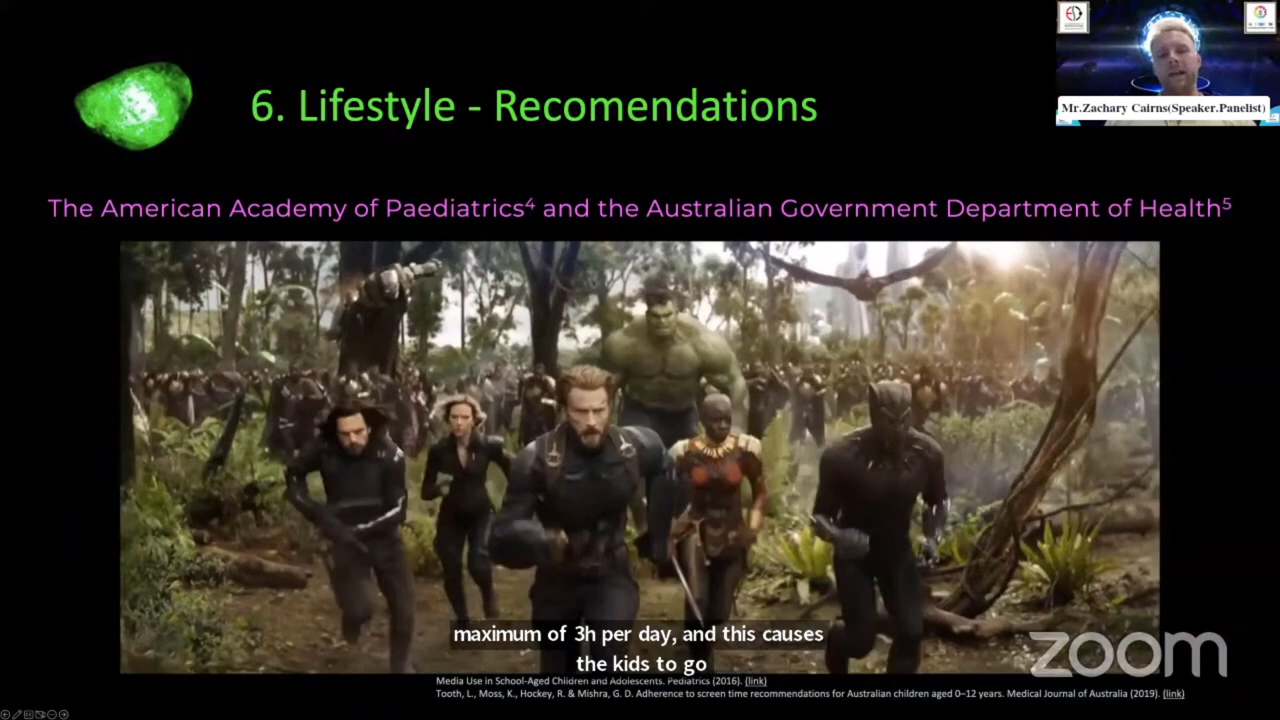 6. Lifestyle - Recomendations
Mr.Zachary Cairns(Speaker.Panelist)
The American Academy of Paediatrics⁴ and the Australian Government Department of Health⁵
maximum of 3h per day, and this causes
the kids to go
zoom
Media Use in School-Aged Children and Adolescents. Pediatrics (2016). (link)
Tooth, L., Moss, K., Hockey, R. & Mishra, G. D. Adherence to screen time recommendations for Australian children aged 0–12 years. Medical Journal of Australia (2019). (link)